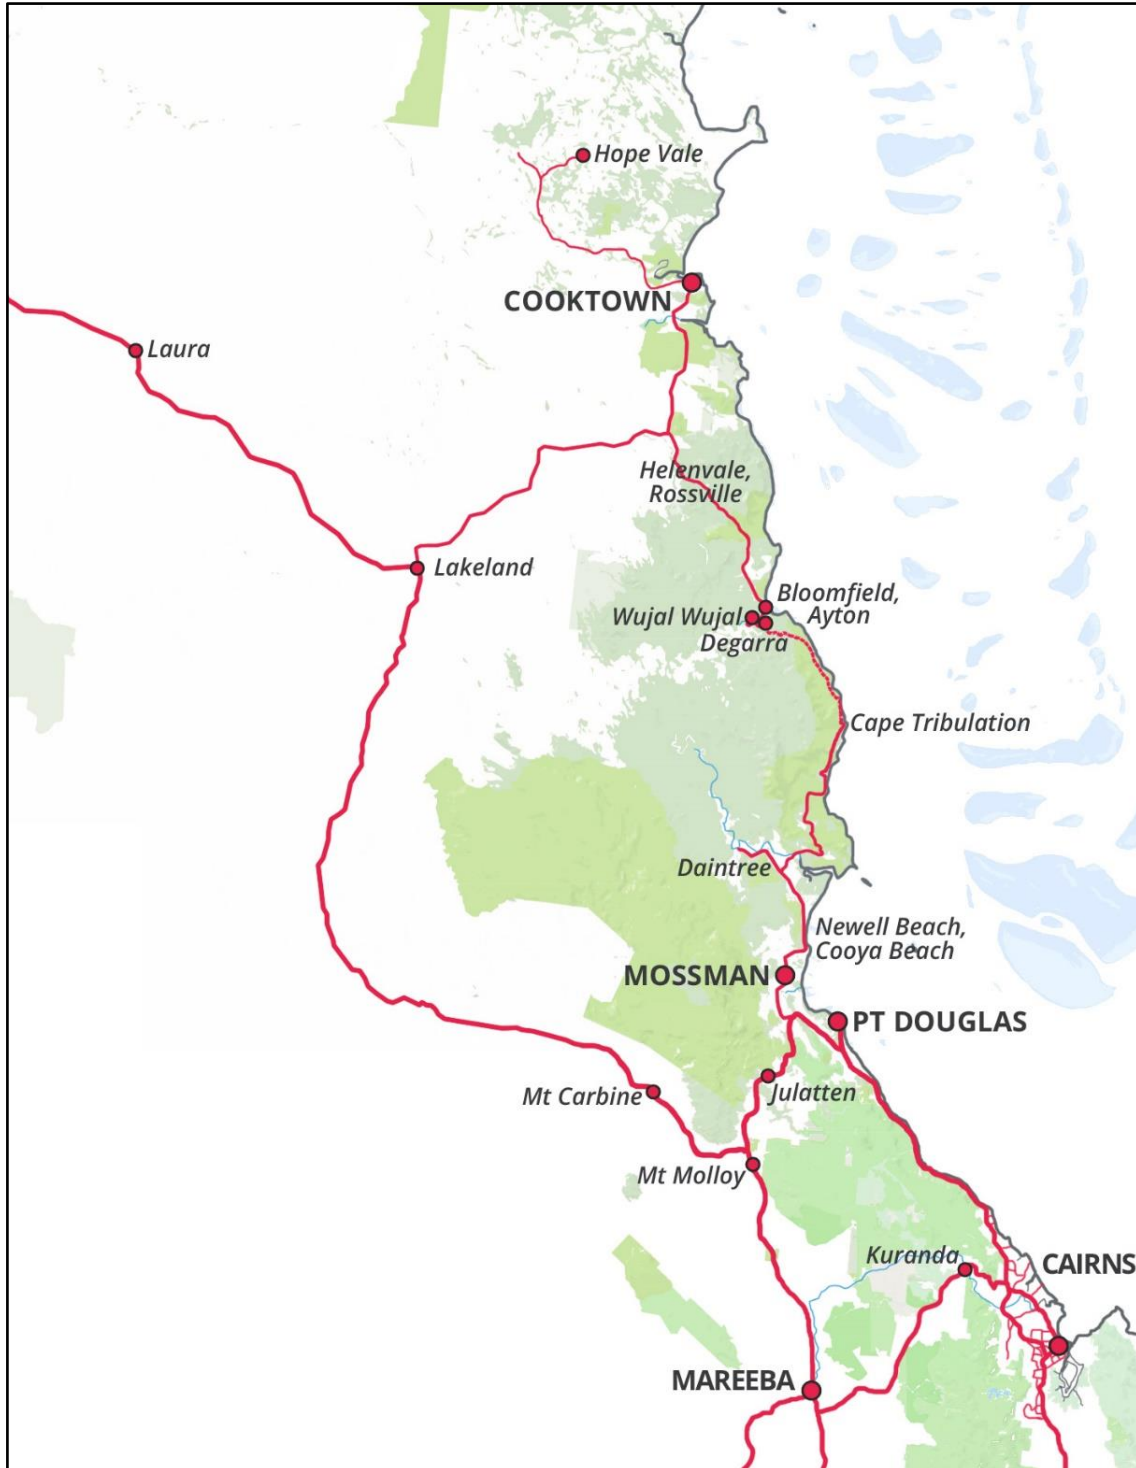 Hope Vale
COOKTOWN
Laura
Helenvale,
Rossville
Lakeland
Bloomfield,
Ayton
Wujal Wujal
Degarra
Cape Tribulation
Daintree
Newell Beach,
Cooya Beach
MOSSMAN
PT DOUGLAS
Mt Carbine
Julatten
Mt Molloy
Kuranda
CAIRNS
MAREEBA